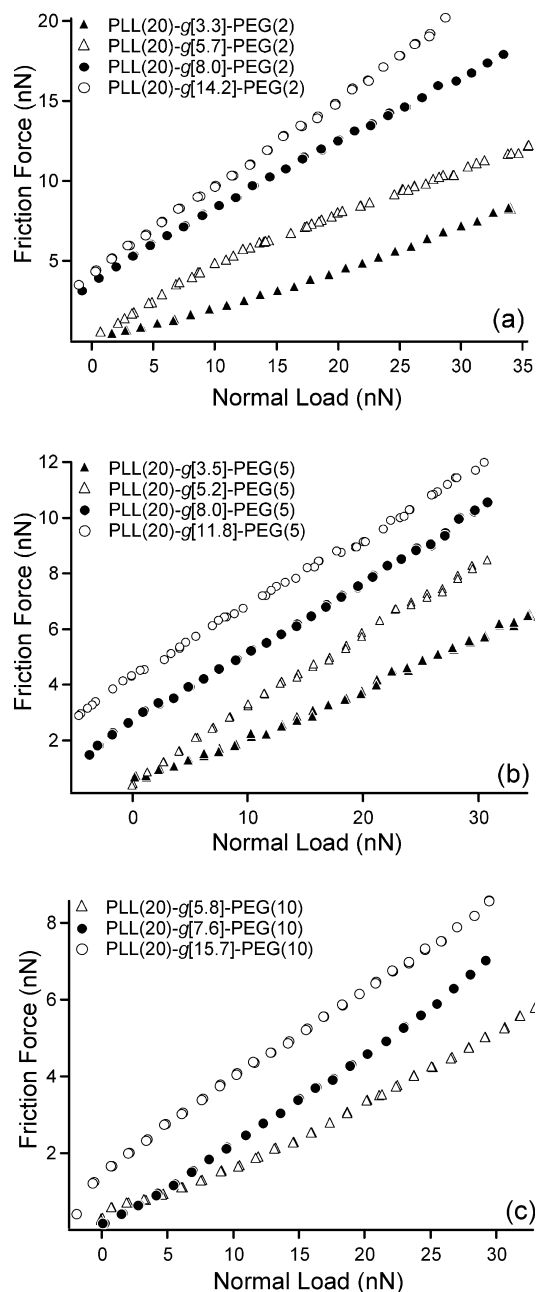 20
15
10
5
Friction Force (nN)
PLL(20)-g[3.3]-PEG(2)
PLL(20)-g[5.7]-PEG(2)
PLL(20)-g[8.0]-PEG(2)
PLL(20)-g[14.2]-PEG(2)
(a)
0 5 10 15 20 25 30 35
Normal Load (nN)
12
10
8
6
4
2
Friction Force (nN)
PLL(20)-g[3.5]-PEG(5)
PLL(20)-g[5.2]-PEG(5)
PLL(20)-g[8.0]-PEG(5)
PLL(20)-g[11.8]-PEG(5)
(b)
0 10 20 30
Normal Load (nN)
8
6
4
2
Friction Force (nN)
PLL(20)-g[5.8]-PEG(10)
PLL(20)-g[7.6]-PEG(10)
PLL(20)-g[15.7]-PEG(10)
(c)
0 5 10 15 20 25 30
Normal Load (nN)